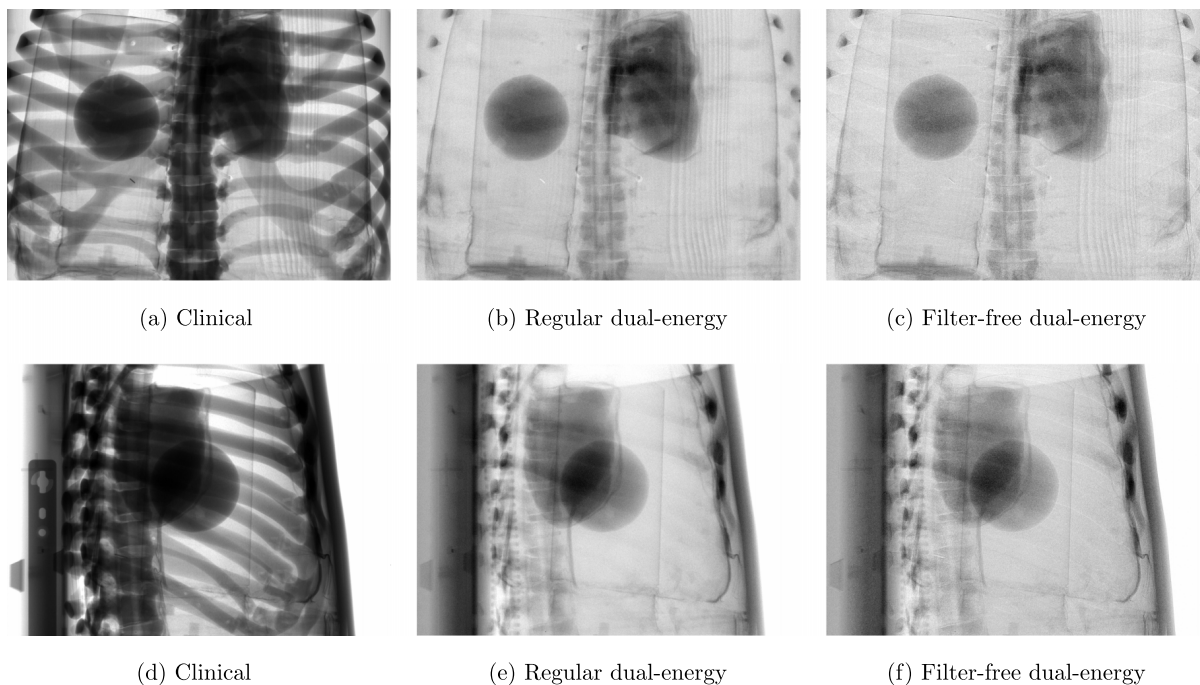 (a) Clinical
(b) Regular dual-energy
(c) Filter-free dual-energy
(d) Clinical
(e) Regular dual-energy
(f) Filter-free dual-energy